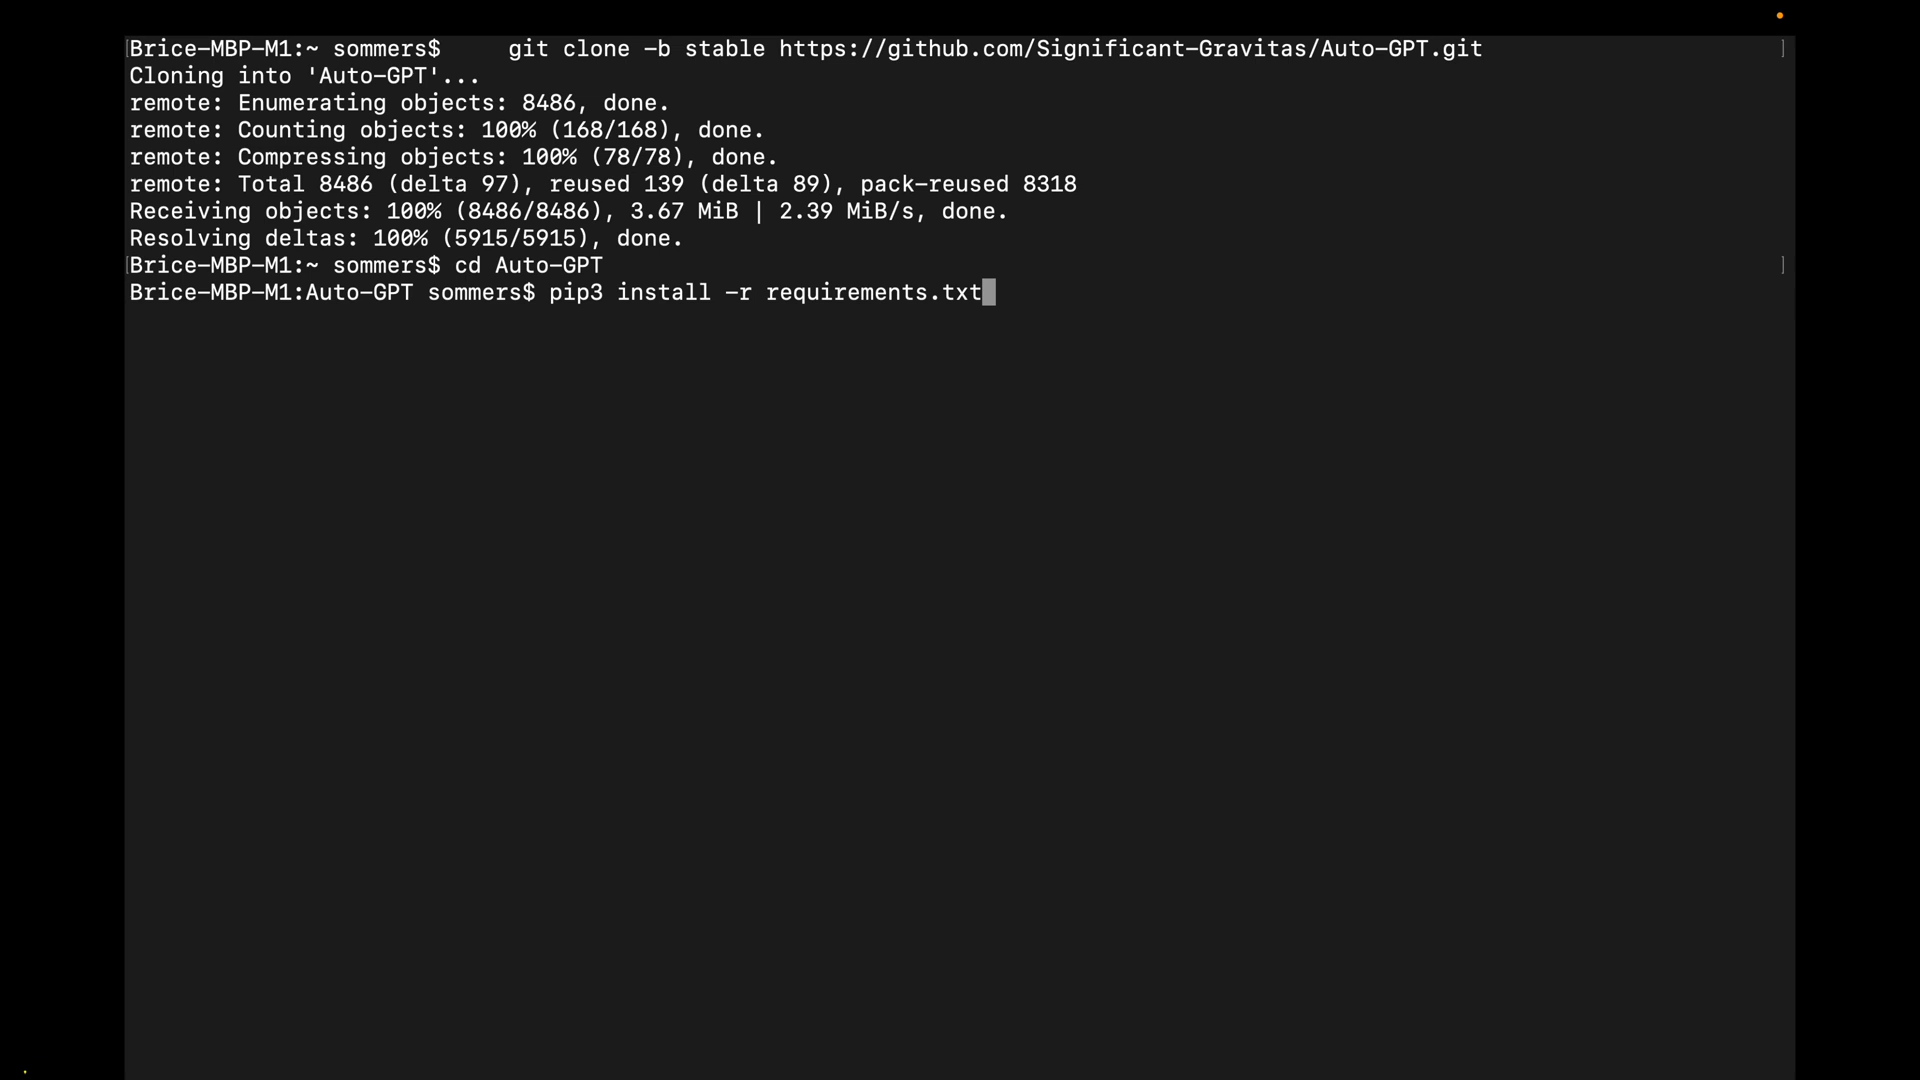 [Brice-MBP-M1:~ sommers$     git clone -b stable https://github.com/Significant-Gravitas/Auto-GPT.git ]
Cloning into 'Auto-GPT'...
remote: Enumerating objects: 8486, done.
remote: Counting objects: 100% (168/168), done.
remote: Compressing objects: 100% (78/78), done.
remote: Total 8486 (delta 97), reused 139 (delta 89), pack-reused 8318
Receiving objects: 100% (8486/8486), 3.67 MiB | 2.39 MiB/s, done.
Resolving deltas: 100% (5915/5915), done.
[Brice-MBP-M1:~ sommers$ cd Auto-GPT ]
Brice-MBP-M1:Auto-GPT sommers$ pip3 install -r requirements.txt